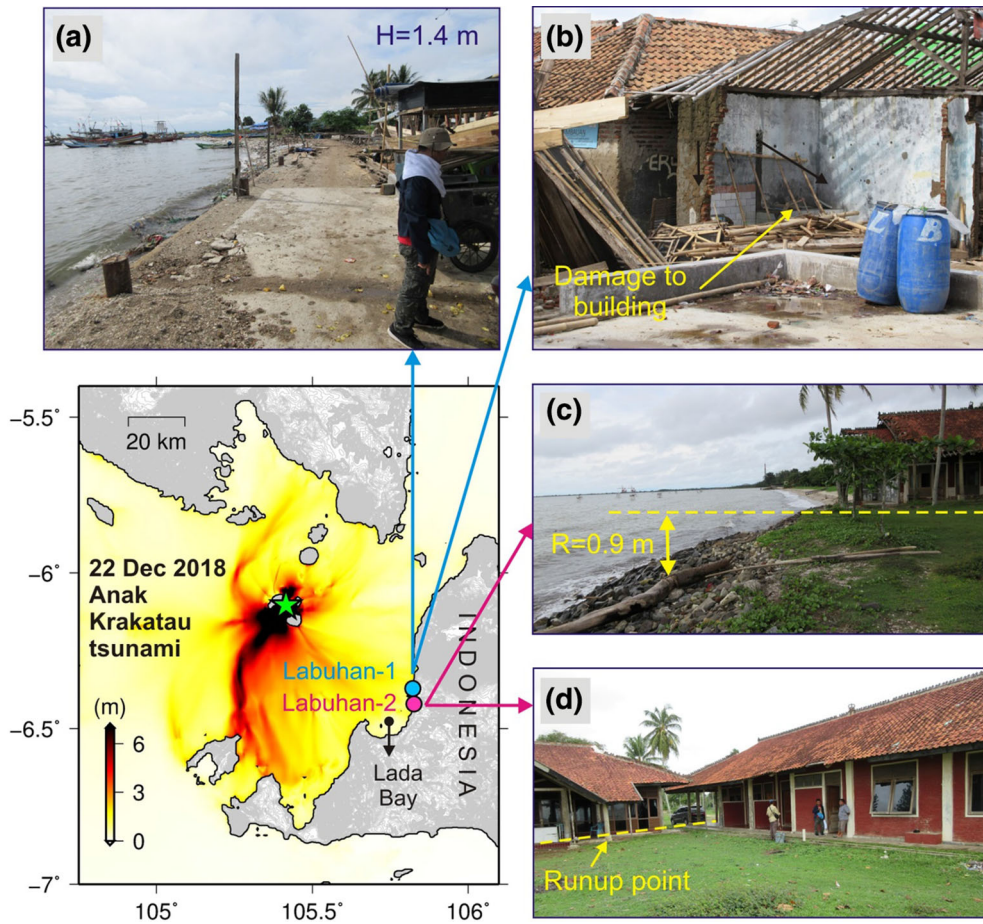 (a)
H=1.4 m
(b)
L
B
Damage to
building
-5.5°
20 km
-6°
22 Dec 2018
Anak
Krakatau
tsunami
Labuhan-1
Labuhan-2
(m)
6
3
0
-6.5°
Lada
Bay
INDONESIA
-7°
105°
105.5°
106°
(c)
R=0.9 m
(d)
Runup point